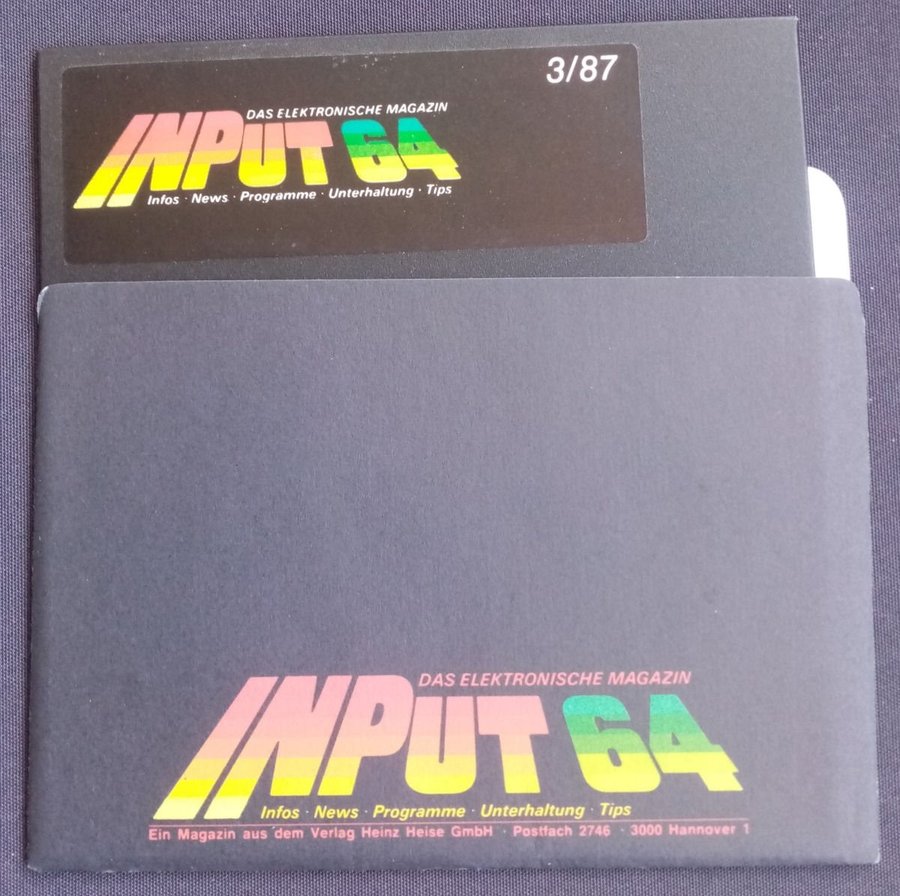 3/87
DAS ELEKTRONISCHE MAGAZIN
INPUT 64
Infos · News · Programme · Unterhaltung · Tips
DAS ELEKTRONISCHE MAGAZIN
INPUT 64
Infos · News · Programme · Unterhaltung · Tips
Ein Magazin aus dem Verlag Heinz Heise GmbH · Postfach 2746 · 3000 Hannover 1